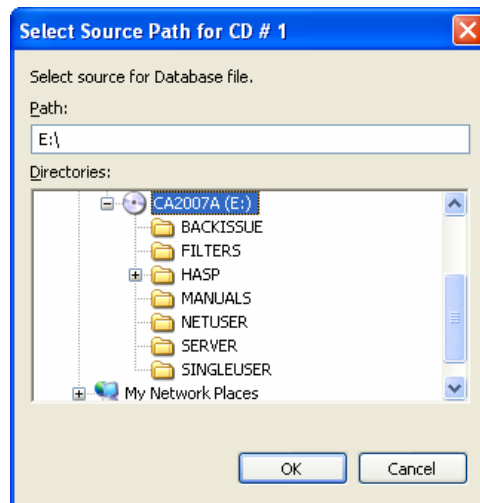 Select Source Path for CD # 1
Select source for Database file.
Path:
E:\
Directories:
CA2007A (E:)
BACKISSUE
FILTERS
HASP
MANUALS
NETUSER
SERVER
SINGLEUSER
My Network Places
OK Cancel